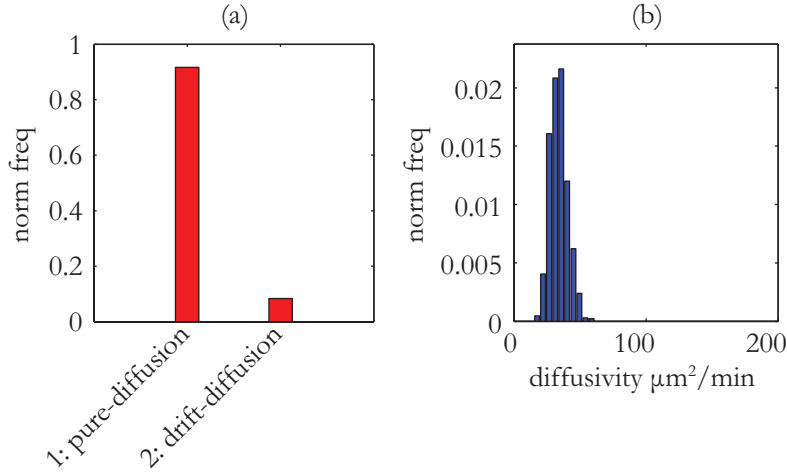 (a)
norm freq
1
0.8
0.6
0.4
0.2
0
1: pure-diffusion
2: drift-diffusion
(b)
norm freq
0.02
0.015
0.01
0.005
0
0
100
200
diffusivity μm²/min